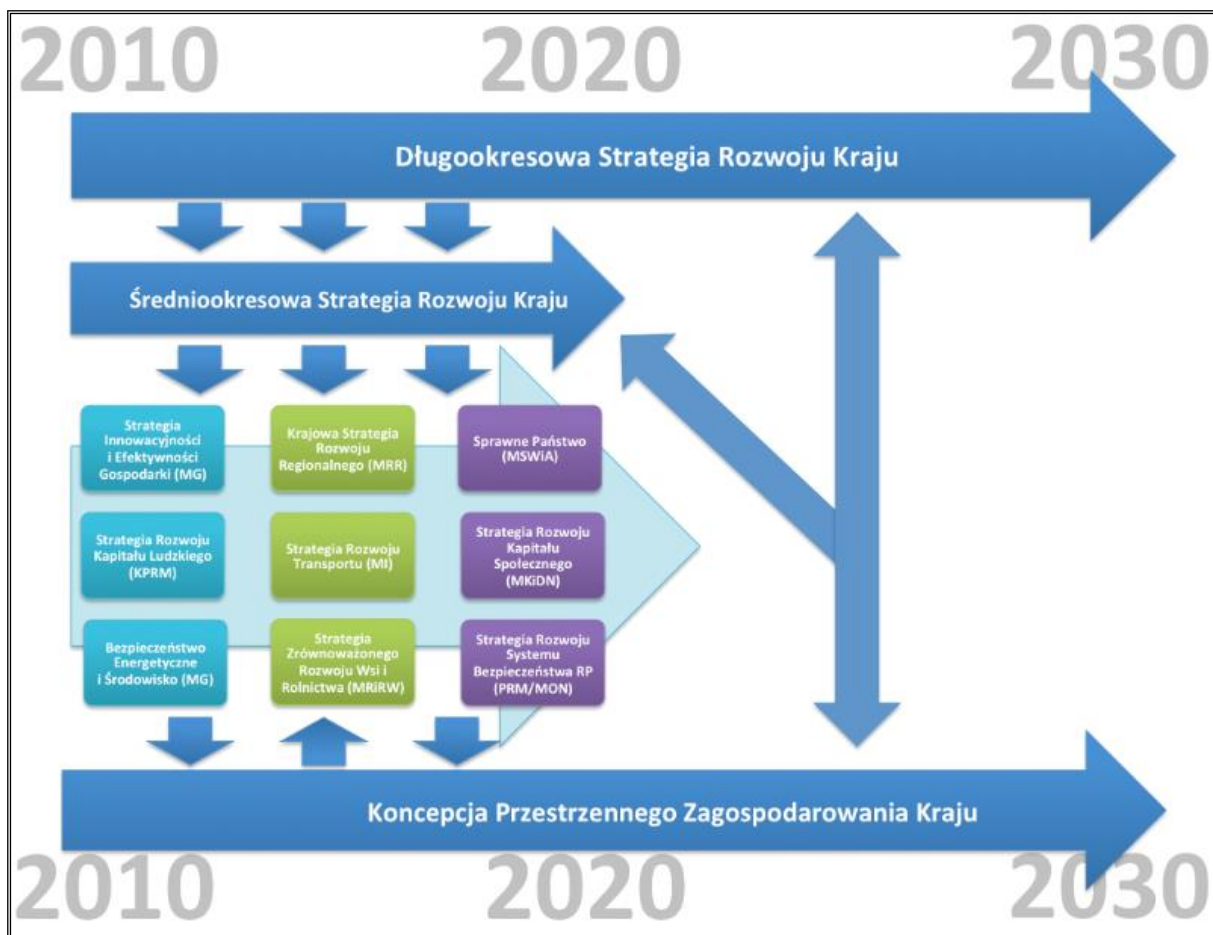 2010 2020 2030
Długookresowa Strategia Rozwoju Kraju
Średniookresowa Strategia Rozwoju Kraju
Strategia
Innowacyjności
i Efektywności
Gospodarki (MG)
Krajowa Strategia
Rozwoju
Regionalnego (MRR)
Sprawne Państwo
(MSWiA)
Strategia Rozwoju
Kapitału Ludzkiego
(KPRM)
Strategia Rozwoju
Transportu (MI)
Strategia Rozwoju
Kapitału
Społecznego
(MKiDN)
Bezpieczeństwo
Energetyczne
i Środowisko (MG)
Strategia
Zrównoważonego
Rozwoju Wsi i
Rolnictwa (MRiRW)
Strategia Rozwoju
Systemu
Bezpieczeństwa RP
(PRM/MON)
Koncepcja Przestrzennego Zagospodarowania Kraju
2010 2020 2030